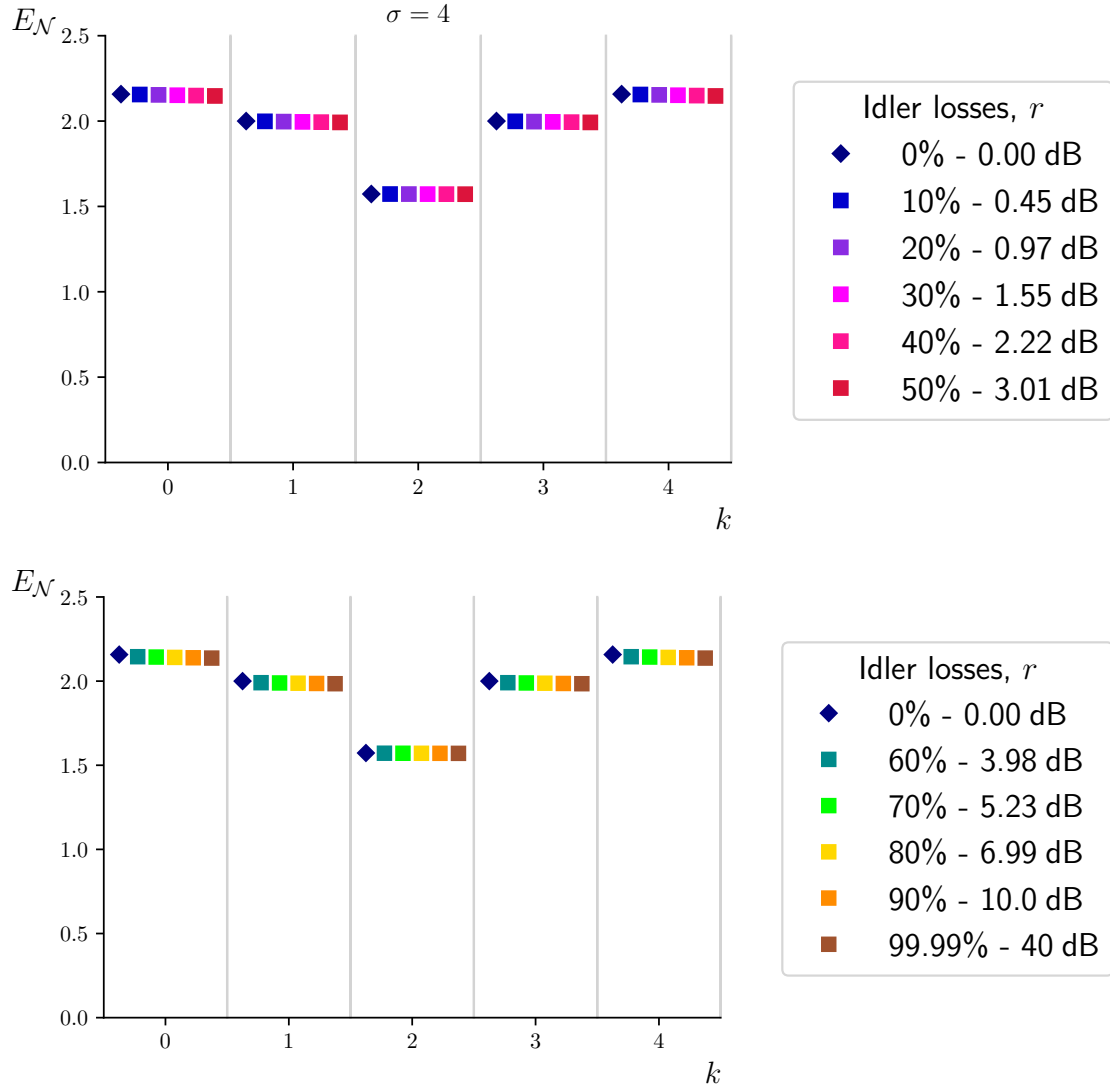 σ = 4
E_𝒩
2.5
2.0
1.5
1.0
0.5
0.0
0 1 2 3 4
k
Idler losses, r
0% - 0.00 dB
10% - 0.45 dB
20% - 0.97 dB
30% - 1.55 dB
40% - 2.22 dB
50% - 3.01 dB
E_𝒩
2.5
2.0
1.5
1.0
0.5
0.0
0 1 2 3 4
k
Idler losses, r
0% - 0.00 dB
60% - 3.98 dB
70% - 5.23 dB
80% - 6.99 dB
90% - 10.0 dB
99.99% - 40 dB